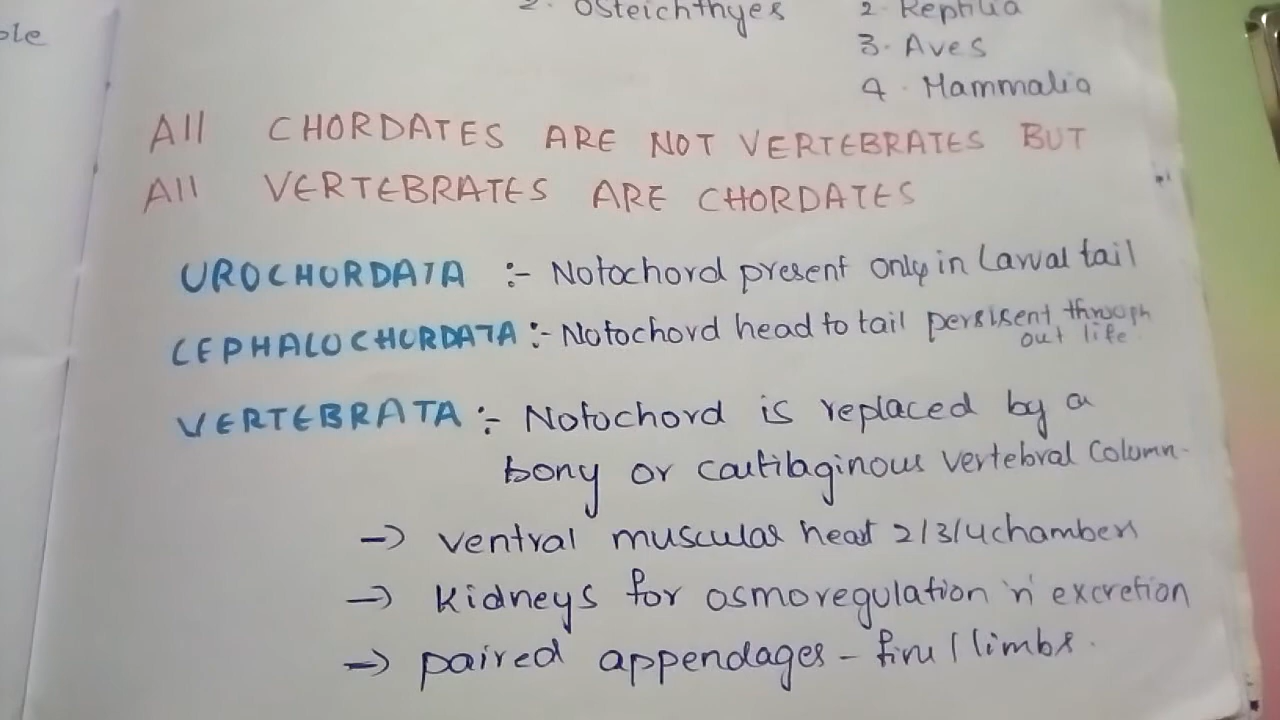 ole
2. Osteichthyes
2. Reptilia
3. Aves
4. Mammalia
All CHORDATES ARE NOT VERTEBRATES BUT
All VERTEBRATES ARE CHORDATES
UROCHORDATA :- Notochord present only in Larval tail
CEPHALOCHORDATA :- Notochord head to tail persisent through
out life.
VERTEBRATA :- Notochord is replaced by a
bony or cartilaginous vertebral column.
→ ventral muscular heart 2/3/4 chambers
→ Kidneys for osmoregulation 'n' excretion
→ paired appendages - fins / limbs.